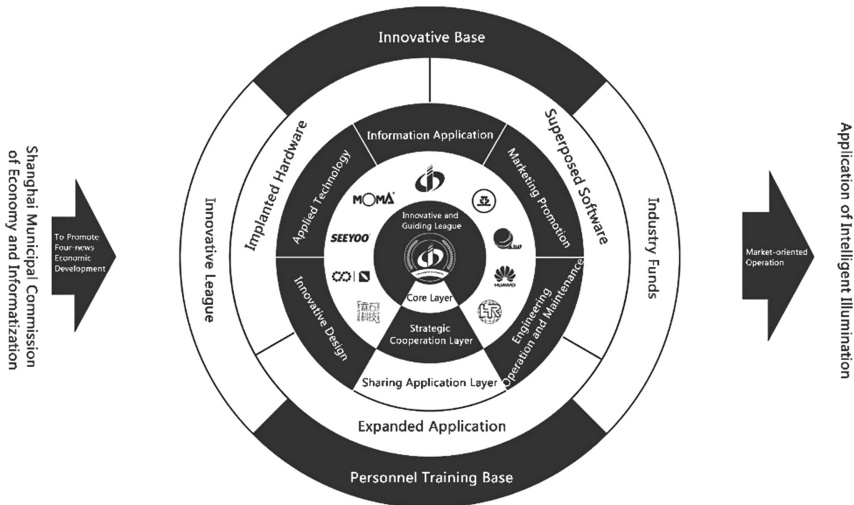 Innovative Base
Shanghai Municipal Commission
of Economy and Informatization
To Promote
Four-news
Economic
Development
Innovative League
Implanted Hardware
Superposed Software
Industry Funds
Applied Technology
Information Application
Marketing Promotion
MOMA
SEEYOO
Innovative and
Guiding League
HUAWEI
Innovative Design
Core Layer
Strategic
Cooperation Layer
Engineering
Operation and Maintenance
Sharing Application Layer
Expanded Application
Personnel Training Base
Market-oriented
Operation
Application of Intelligent Illumination